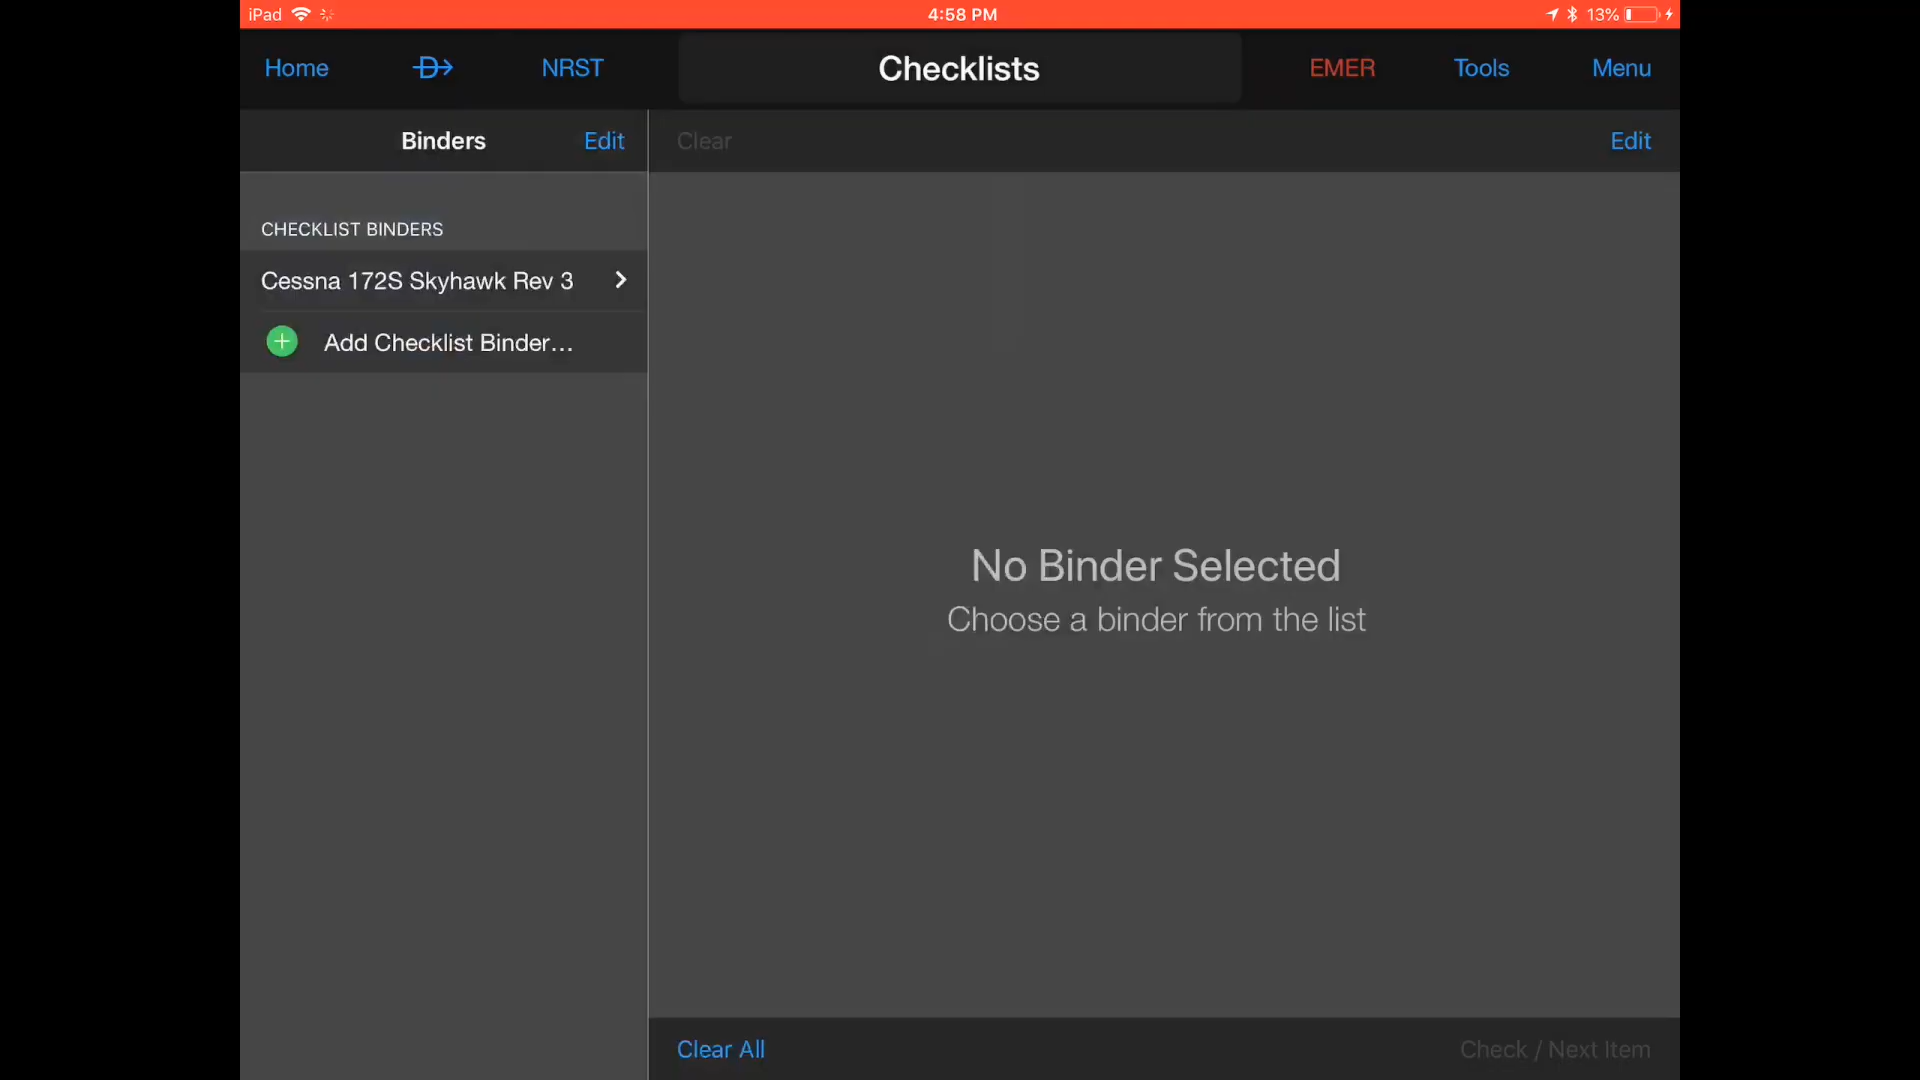 iPad
4:58 PM
13%
Home
D
NRST
Checklists
EMER
Tools
Menu
Binders
Edit
Clear
Edit
CHECKLIST BINDERS
Cessna 172S Skyhawk Rev 3
Add Checklist Binder...
No Binder Selected
Choose a binder from the list
Clear All
Check / Next Item